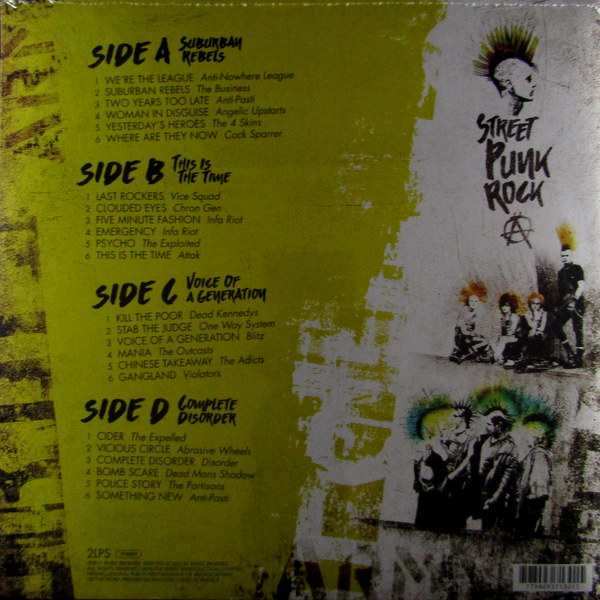 SIDE A SUBURBAN REBELS
1 WE'RE THE LEAGUE Anti-Nowhere League
2 SUBURBAN REBELS The Business
3 TWO YEARS TOO LATE Anti-Pasti
4 WOMAN IN DISGUISE Angelic Upstarts
5 YESTERDAY'S HEROES The 4 Skins
6 WHERE ARE THEY NOW Cock Sparrer
SIDE B THIS IS THE TIME
1 LAST ROCKERS Vice Squad
2 CLOUDED EYES Chron Gen
3 FIVE MINUTE FASHION Infa Riot
4 EMERGENCY Infa Riot
5 PSYCHO The Exploited
6 THIS IS THE TIME Attak
SIDE C VOICE OF A GENERATION
1 KILL THE POOR Dead Kennedys
2 STAB THE JUDGE One Way System
3 VOICE OF A GENERATION Blitz
4 MANIA The Outcasts
5 CHINESE TAKEAWAY The Adicts
6 GANGLAND Violators
SIDE D COMPLETE DISORDER
1 CIDER The Expelled
2 VICIOUS CIRCLE Abrasive Wheels
3 COMPLETE DISORDER Disorder
4 BOMB SCARE Dead Mans Shadow
5 POLICE STORY The Partisans
6 SOMETHING NEW Anti-Pasti
2LPS
STREET
PUNK
ROCK